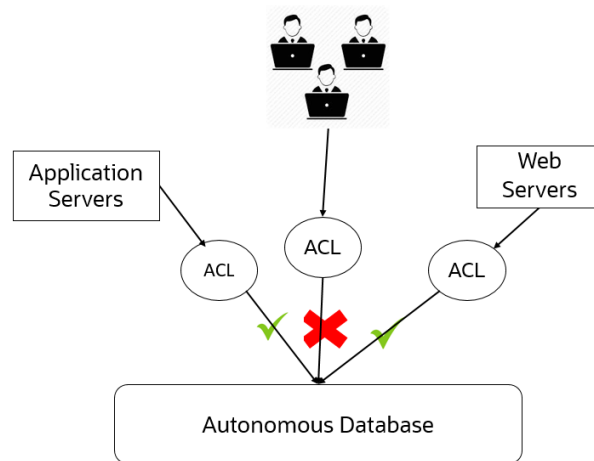 Application
Servers
Web
Servers
ACL
ACL
ACL
Autonomous Database